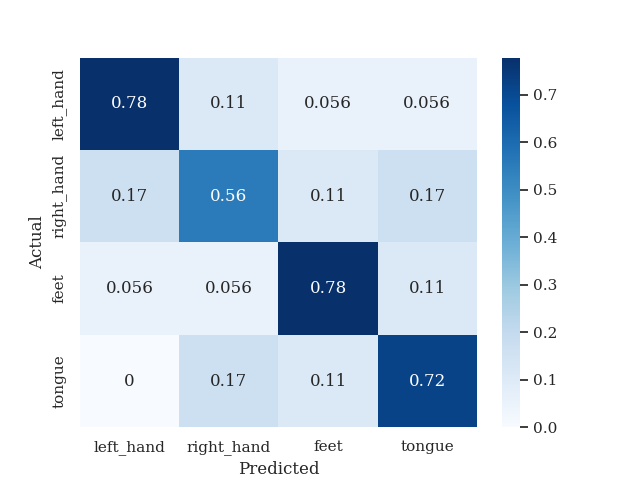 left_hand 0.78 0.11 0.056 0.056 0.7
0.6
right_hand 0.17 0.56 0.11 0.17 0.5
Actual 0.4
feet 0.056 0.056 0.78 0.11 0.3
0.2
tongue 0 0.17 0.11 0.72 0.1
0.0
left_hand right_hand feet tongue
Predicted